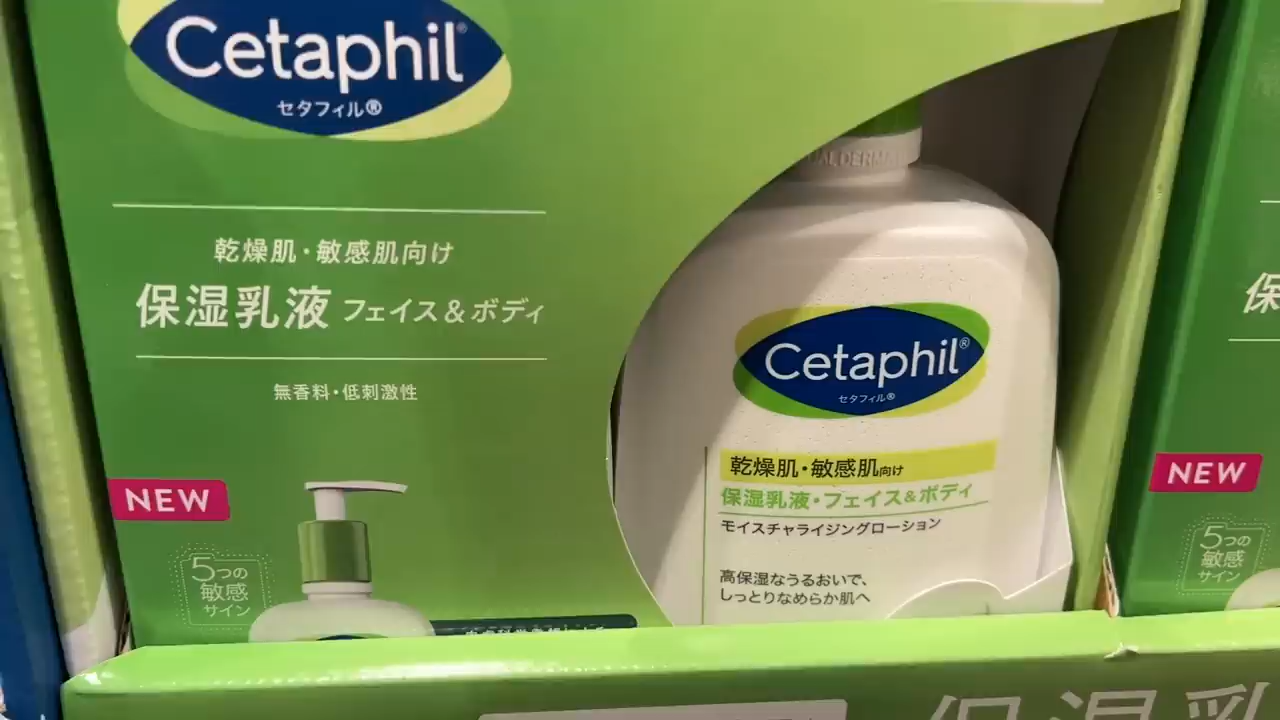 Cetaphil®
セタフィル®
乾燥肌・敏感肌向け
保湿乳液 フェイス&ボディ
無香料・低刺激性
NEW
5つの
敏感
サイン
Cetaphil®
セタフィル®
乾燥肌・敏感肌向け
保湿乳液・フェイス&ボディ
モイスチャライジングローション
高保湿なうるおいで、
しっとりなめらか肌へ
保
NEW
5つの
敏感
サイン
保湿乳